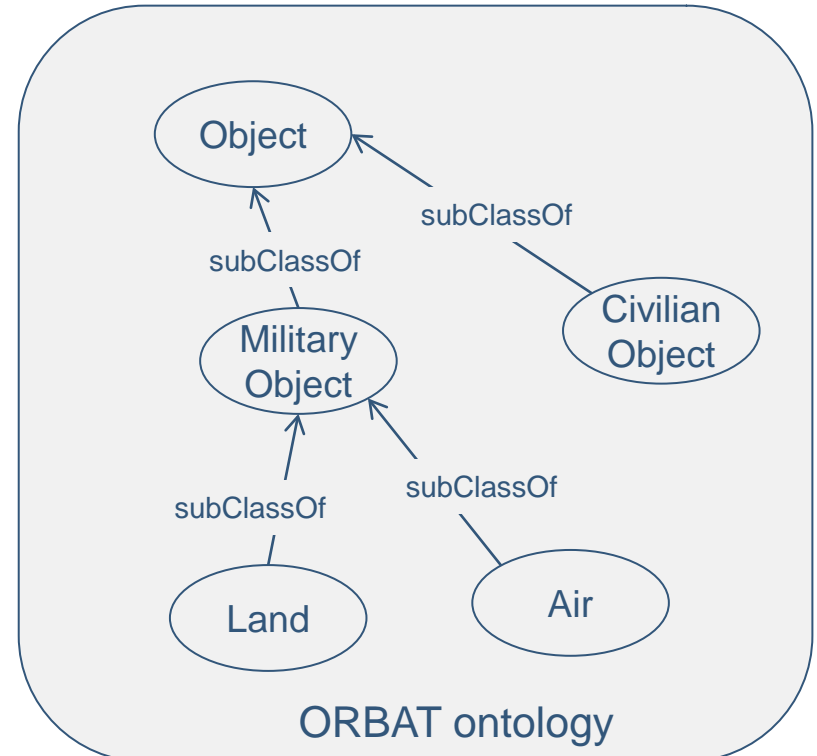 Object
subClassOf
subClassOf
Civilian
Object
Military
Object
subClassOf
subClassOf
Land
Air
ORBAT ontology